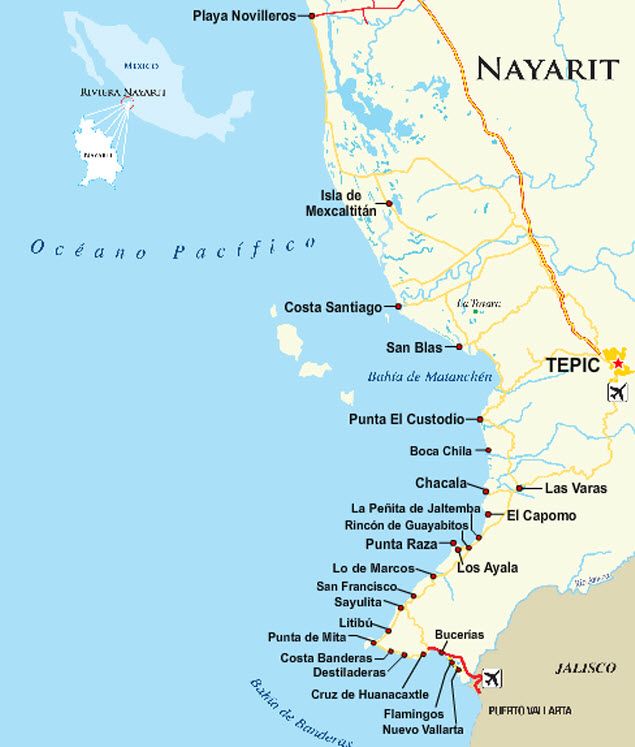 Playa Novilleros
NAYARIT
MEXICO
RIVIERA NAYARIT
NAYARIT
Isla de
Mexcaltitán
Océano Pacífico
La Tovara
Costa Santiago
San Blas
TEPIC
Bahía de Matanchén
Punta El Custodio
Boca Chila
Chacala
Las Varas
La Peñita de Jaltemba
El Capomo
Rincón de Guayabitos
Punta Raza
Los Ayala
Lo de Marcos
San Francisco
Sayulita
Litibú
Bucerías
Punta de Mita
Costa Banderas
Destiladeras
JALISCO
Cruz de Huanacaxtle
Bahía de Banderas
Flamingos
PUERTO VALLARTA
Nuevo Vallarta